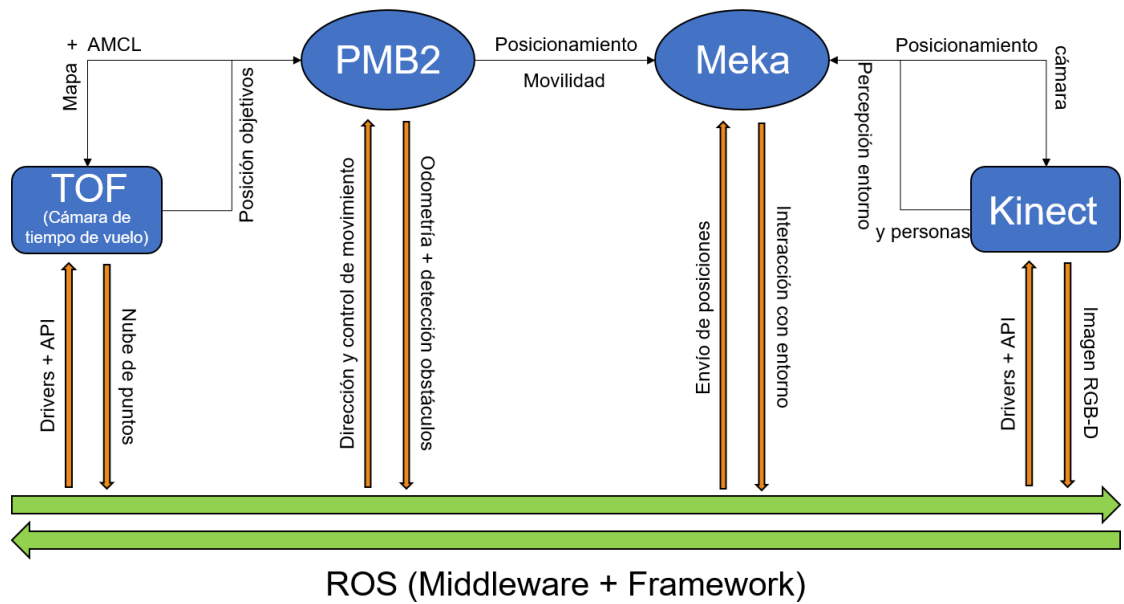 + AMCL
Mapa
Posición objetivos
PMB2
Posicionamiento
Movilidad
Meka
Posicionamiento
cámara
Percepción entorno
y personas
TOF
(Cámara de
tiempo de vuelo)
Kinect
Drivers + API
Nube de puntos
Dirección y control de movimiento
Odometría + detección obstáculos
Envío de posiciones
Interacción con entorno
Drivers + API
Imagen RGB-D
ROS (Middleware + Framework)